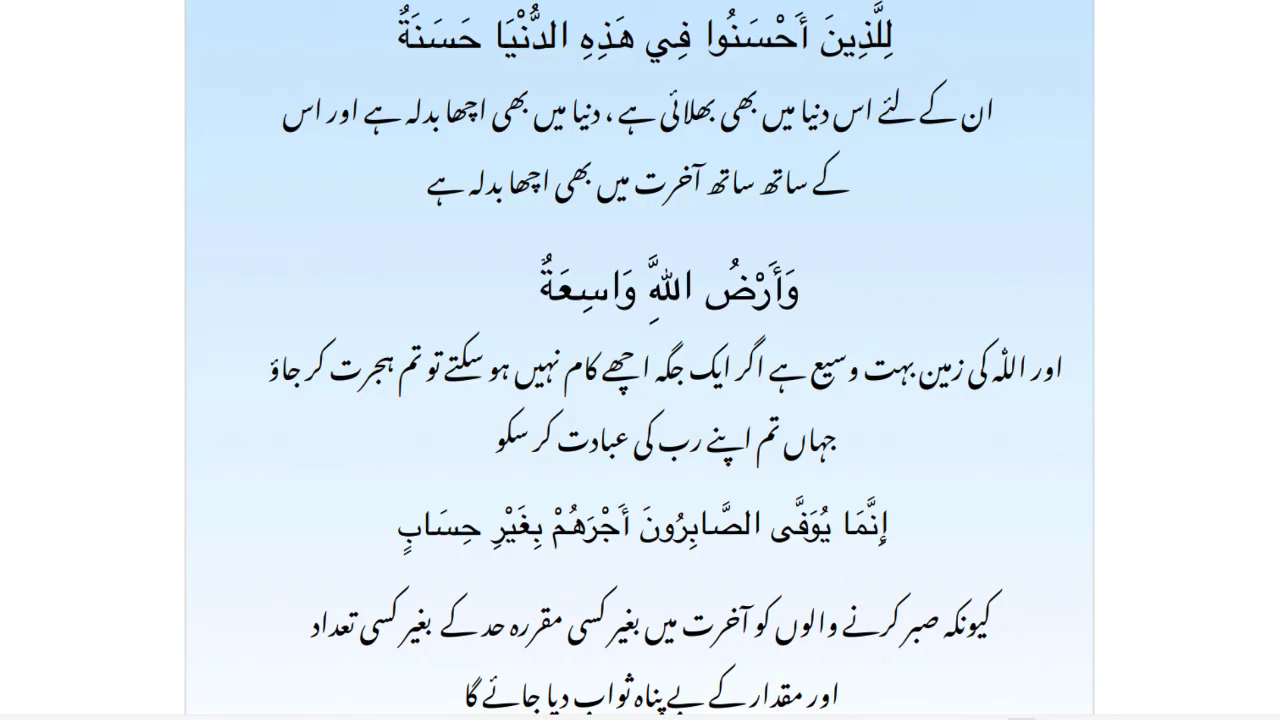 لِلَّذِينَ أَحْسَنُوا فِي هَذِهِ الدُّنْيَا حَسَنَةٌ
ان کے لئے اس دنیا میں بھی بھلائی ہے ، دنیا میں بھی اچھا بدلہ ہے اور اس
کے ساتھ ساتھ آخرت میں بھی اچھا بدلہ ہے
وَأَرْضُ اللَّهِ وَاسِعَةٌ
اور اللہ کی زمین بہت وسیع ہے اگر ایک جگہ اچھے کام نہیں ہو سکتے تو تم ہجرت کر جاؤ
جہاں تم اپنے رب کی عبادت کر سکو
إِنَّمَا يُوَفَّى الصَّابِرُونَ أَجْرَهُمْ بِغَيْرِ حِسَابٍ
کیونکہ صبر کرنے والوں کو آخرت میں بغیر کسی مقررہ حد کے بغیر کسی تعداد
اور مقدار کے بے پناہ ثواب دیا جائے گا